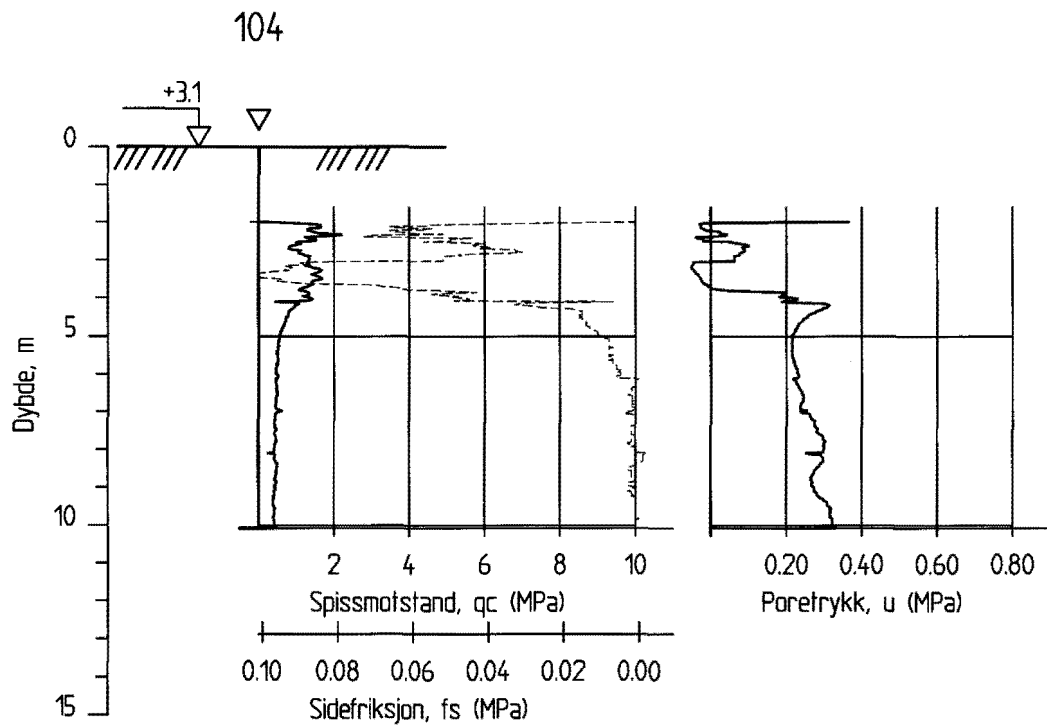 104
+3.1
0
5
10
15
Dybde, m
2 4 6 8 10
Spissmotstand, qc (MPa)
0.10 0.08 0.06 0.04 0.02 0.00
Sidefriksjon, fs (MPa)
0.20 0.40 0.60 0.80
Poretrykk, u (MPa)